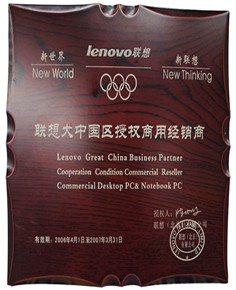 lenovo联想
新世界
New World
新联想
New Thinking
联想大中国区授权商用经销商
Lenovo Great China Business Partner
Cooperation Condition Commercial Reseller
Commercial Desktop PC& Notebook PC
授权人:
有效期: 2006年4月1日至2007年3月31日